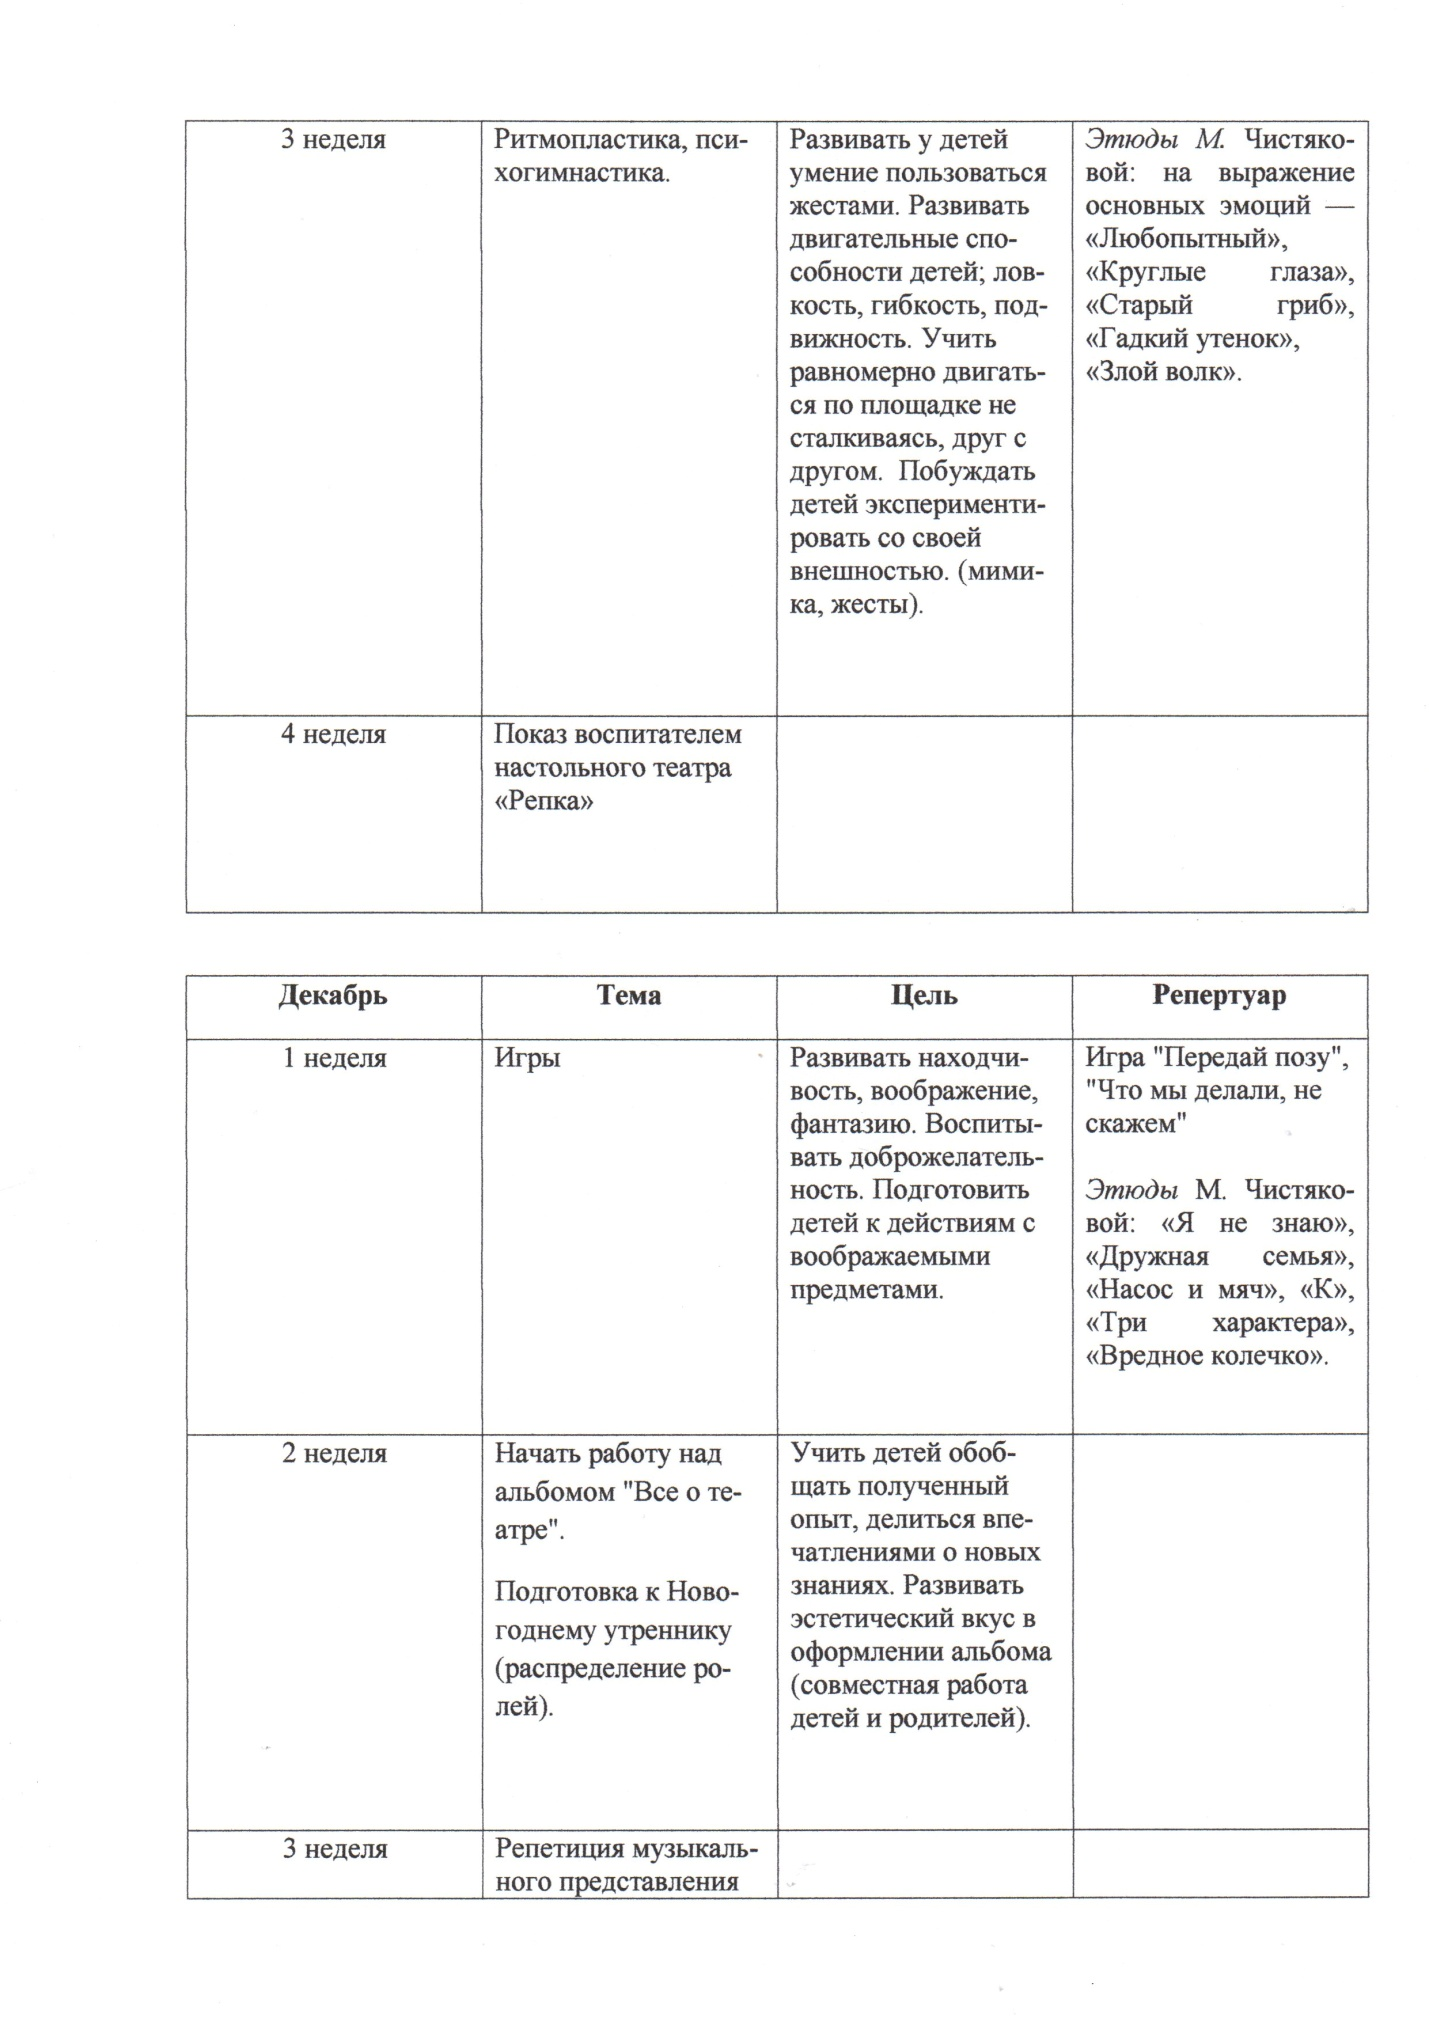 3 неделя
Ритмопластика, пси-
хогимнастика.
Развивать у детей
умение пользоваться
жестами. Развивать
двигательные спо-
собности детей; лов-
кость, гибкость, под-
вижность. Учить
равномерно двигать-
ся по площадке не
сталкиваясь, друг с
другом. Побуждать
детей эксперименти-
ровать со своей
внешностью. (мими-
ка, жесты).
Этюды М. Чистяко-
вой: на выражение
основных эмоций —
«Любопытный»,
«Круглые глаза»,
«Старый гриб»,
«Гадкий утенок»,
«Злой волк».
4 неделя
Показ воспитателем
настольного театра
«Репка»
Декабрь
Тема
Цель
Репертуар
1 неделя
Игры
Развивать находчи-
вость, воображение,
фантазию. Воспиты-
вать доброжелатель-
ность. Подготовить
детей к действиям с
воображаемыми
предметами.
Игра "Передай позу",
"Что мы делали, не
скажем"
Этюды М. Чистяко-
вой: «Я не знаю»,
«Дружная семья»,
«Насос и мяч», «К»,
«Три характера»,
«Вредное колечко».
2 неделя
Начать работу над
альбомом "Все о те-
атре".
Подготовка к Ново-
годнему утреннику
(распределение ро-
лей).
Учить детей обоб-
щать полученный
опыт, делиться впе-
чатлениями о новых
знаниях. Развивать
эстетический вкус в
оформлении альбома
(совместная работа
детей и родителей).
3 неделя
Репетиция музыкаль-
ного представления